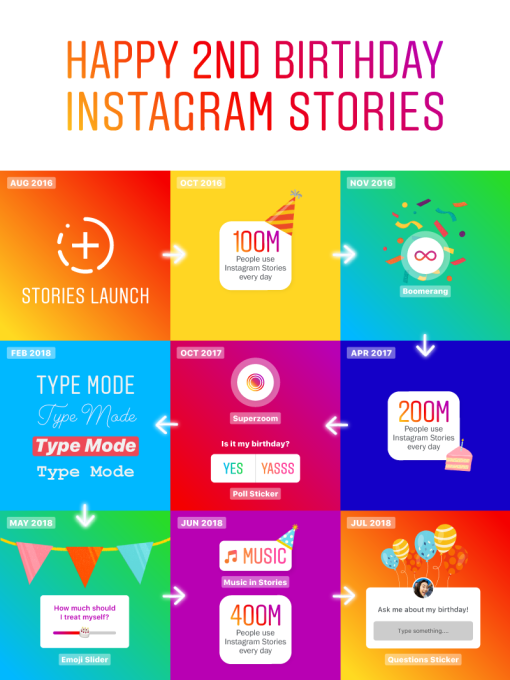 HAPPY 2ND BIRTHDAY
INSTAGRAM STORIES
AUG 2016
STORIES LAUNCH
OCT 2019
100M
People use
Instagram Stories
every day
NOV 2016
Boomerang
FEB 2018
TYPE MODE
Type Mode
Type Mode
Type Mode
OCT 2017
Superzoom
Is it my birthday?
YES YASSS
Poll Sticker
APR 2017
200M
People use
Instagram Stories
every day
MAY 2018
How much should
I treat myself?
Emoji Slider
JUN 2018
MUSIC
Music in Stories
400M
People use
Instagram Stories
every day
JUL 2018
Ask me about my birthday!
Type something....
Questions Sticker